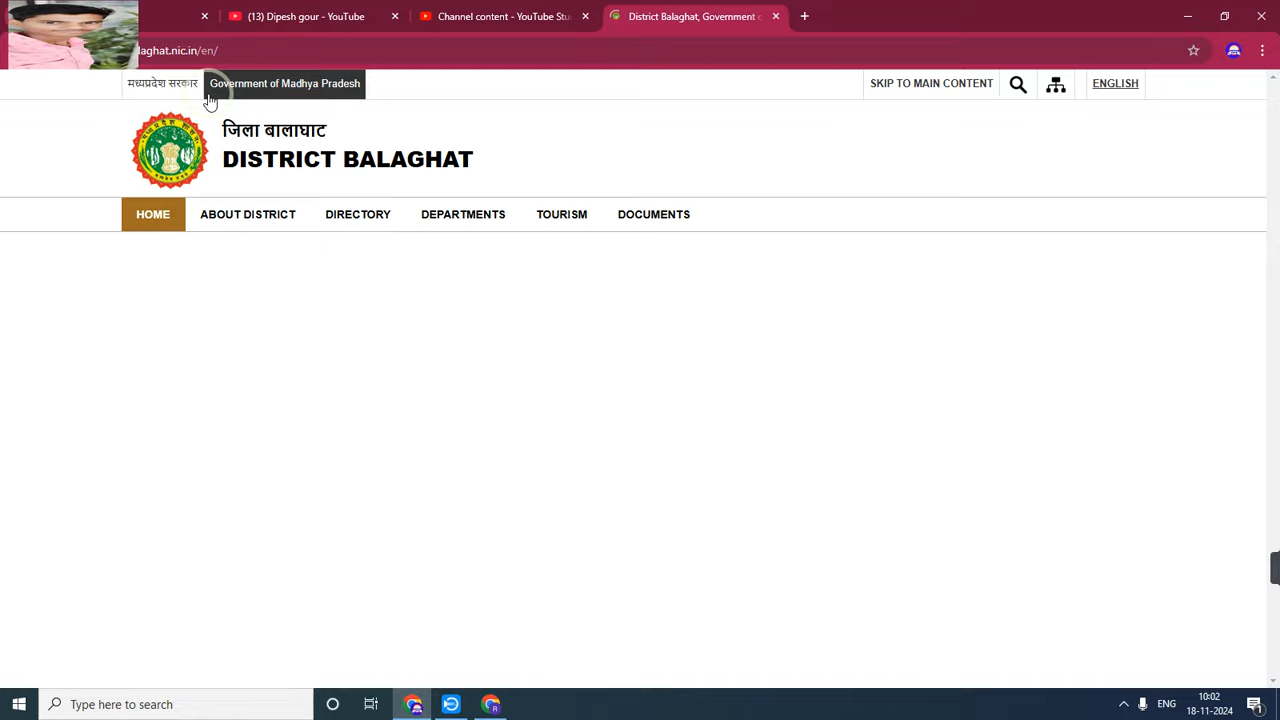 (13) Dipesh gour - YouTube
Channel content - YouTube Stu
District Balaghat, Government o
laghat.nic.in/en/
मध्यप्रदेश सरकार
Government of Madhya Pradesh
SKIP TO MAIN CONTENT
ENGLISH
जिला बालाघाट
DISTRICT BALAGHAT
HOME
ABOUT DISTRICT
DIRECTORY
DEPARTMENTS
TOURISM
DOCUMENTS
Type here to search
ENG
10:02
18-11-2024